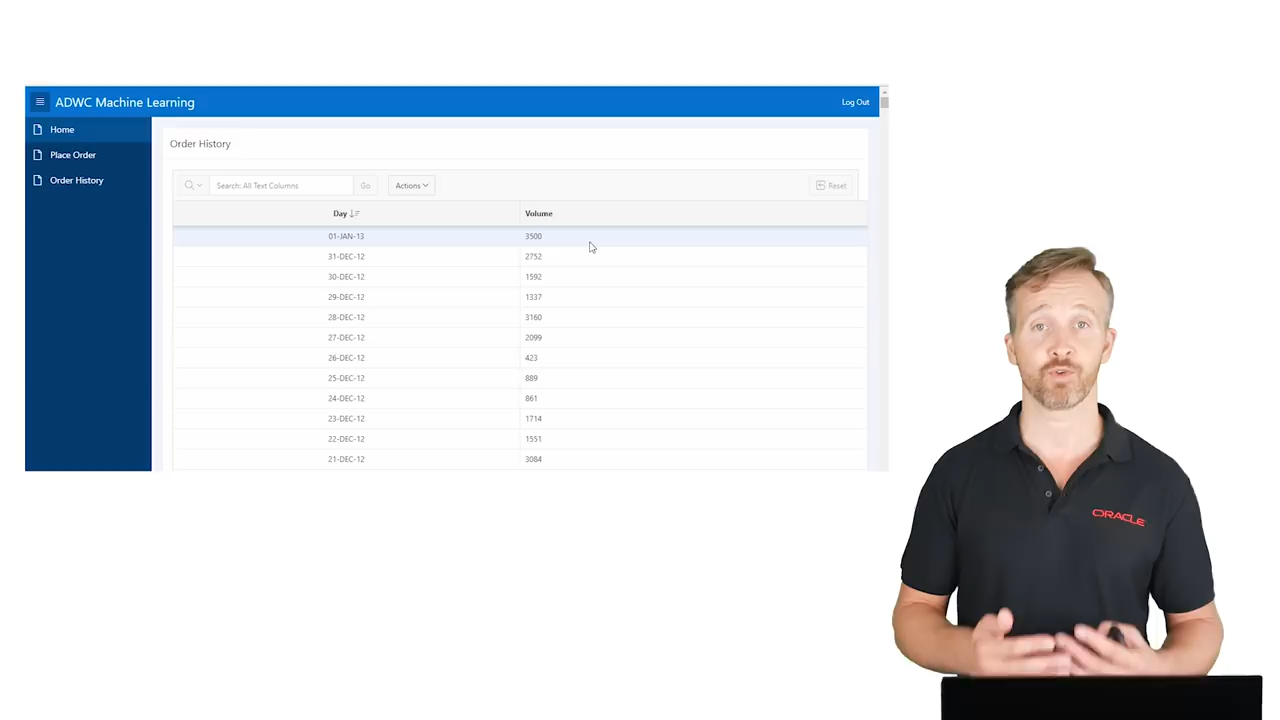 ADWC Machine Learning
Log Out
Home
Place Order
Order History
Order History
Search: All Text Columns
Go
Actions
Reset
Day
Volume
01-JAN-13 3500
31-DEC-12 2752
30-DEC-12 1592
29-DEC-12 1337
28-DEC-12 3160
27-DEC-12 2099
26-DEC-12 423
25-DEC-12 889
24-DEC-12 861
23-DEC-12 1714
22-DEC-12 1551
21-DEC-12 3084
ORACLE